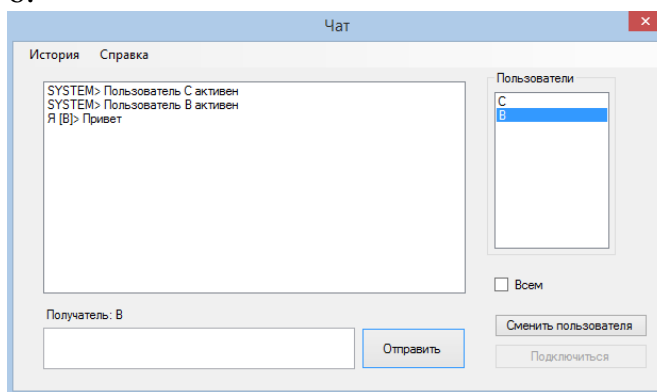 Чат
История Справка
SYSTEM> Пользователь C активен
SYSTEM> Пользователь B активен
Я [B]> Привет
Пользователи
C
B
Всем
Получатель: B
Отправить
Сменить пользователя
Подключиться